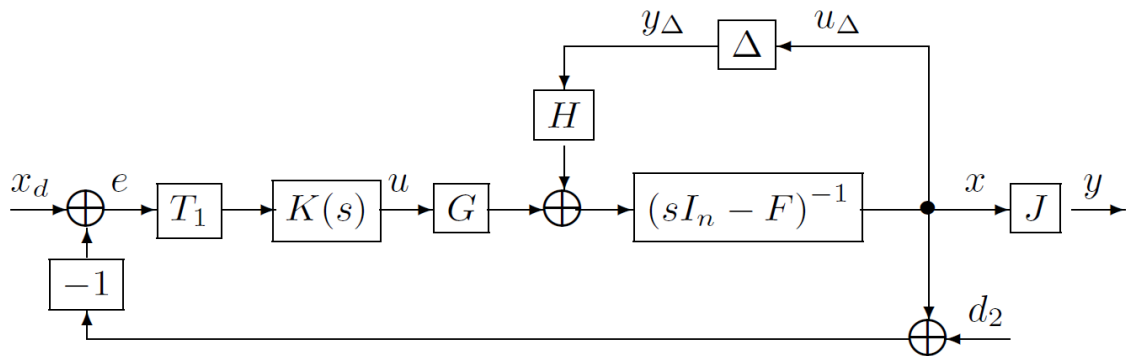 y_Δ
Δ
u_Δ
H
x_d
e
T_1
K(s)
u
G
(sI_n − F)^{−1}
x
J
y
−1
d_2